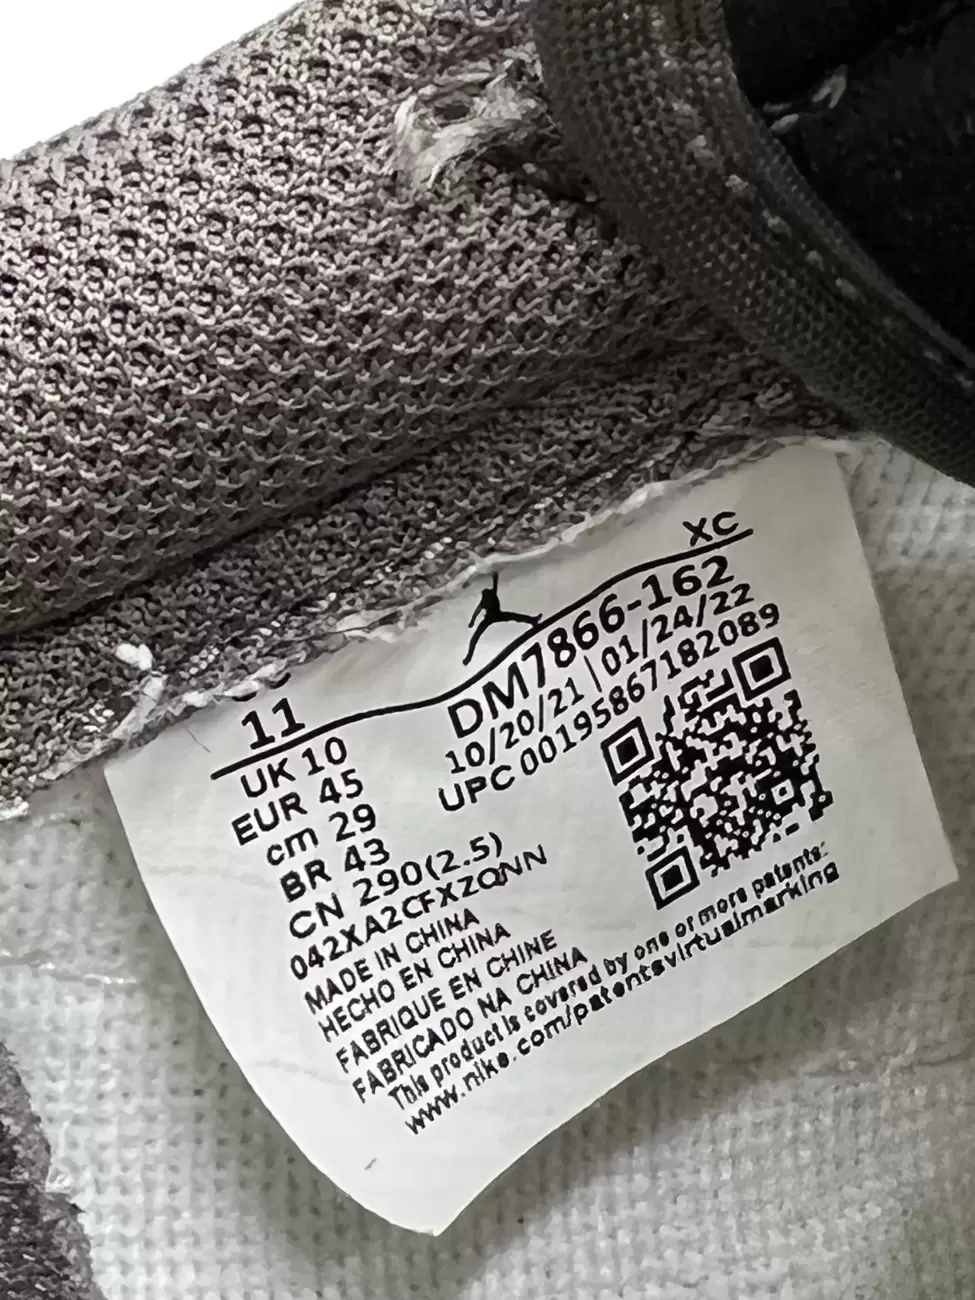 XC
11
DM7866-162
10/20/21 | 01/24/22
UPC 00195867182089
UK 10
EUR 45
cm 29
BR 43
CN 290(2.5)
042XA2CFXZQNN
MADE IN CHINA
HECHO EN CHINA
FABRIQUE EN CHINE
FABRICADO NA CHINA
This product is covered by one or more patents:
www.nike.com/patentsvirtualmarking